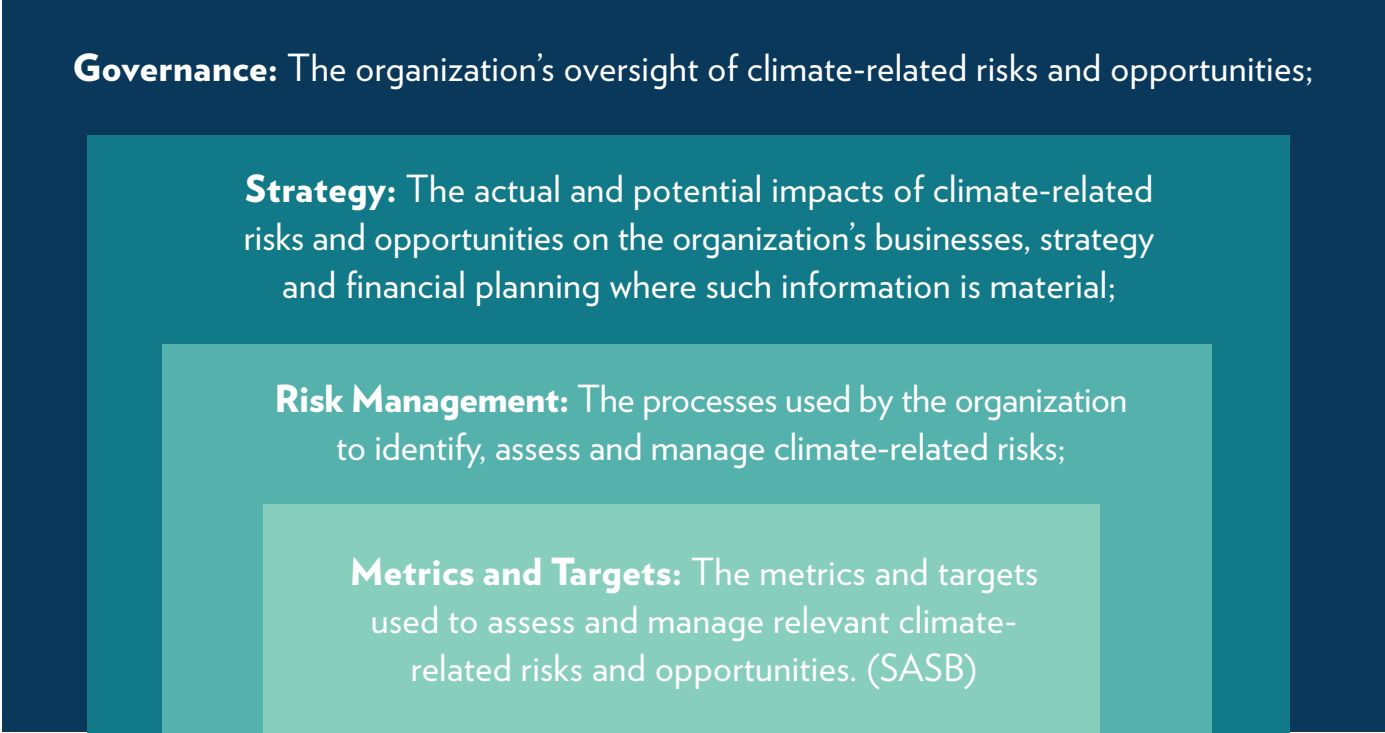 Governance: The organization’s oversight of climate-related risks and opportunities;
Strategy: The actual and potential impacts of climate-related
risks and opportunities on the organization’s businesses, strategy
and financial planning where such information is material;
Risk Management: The processes used by the organization
to identify, assess and manage climate-related risks;
Metrics and Targets: The metrics and targets
used to assess and manage relevant climate-
related risks and opportunities. (SASB)